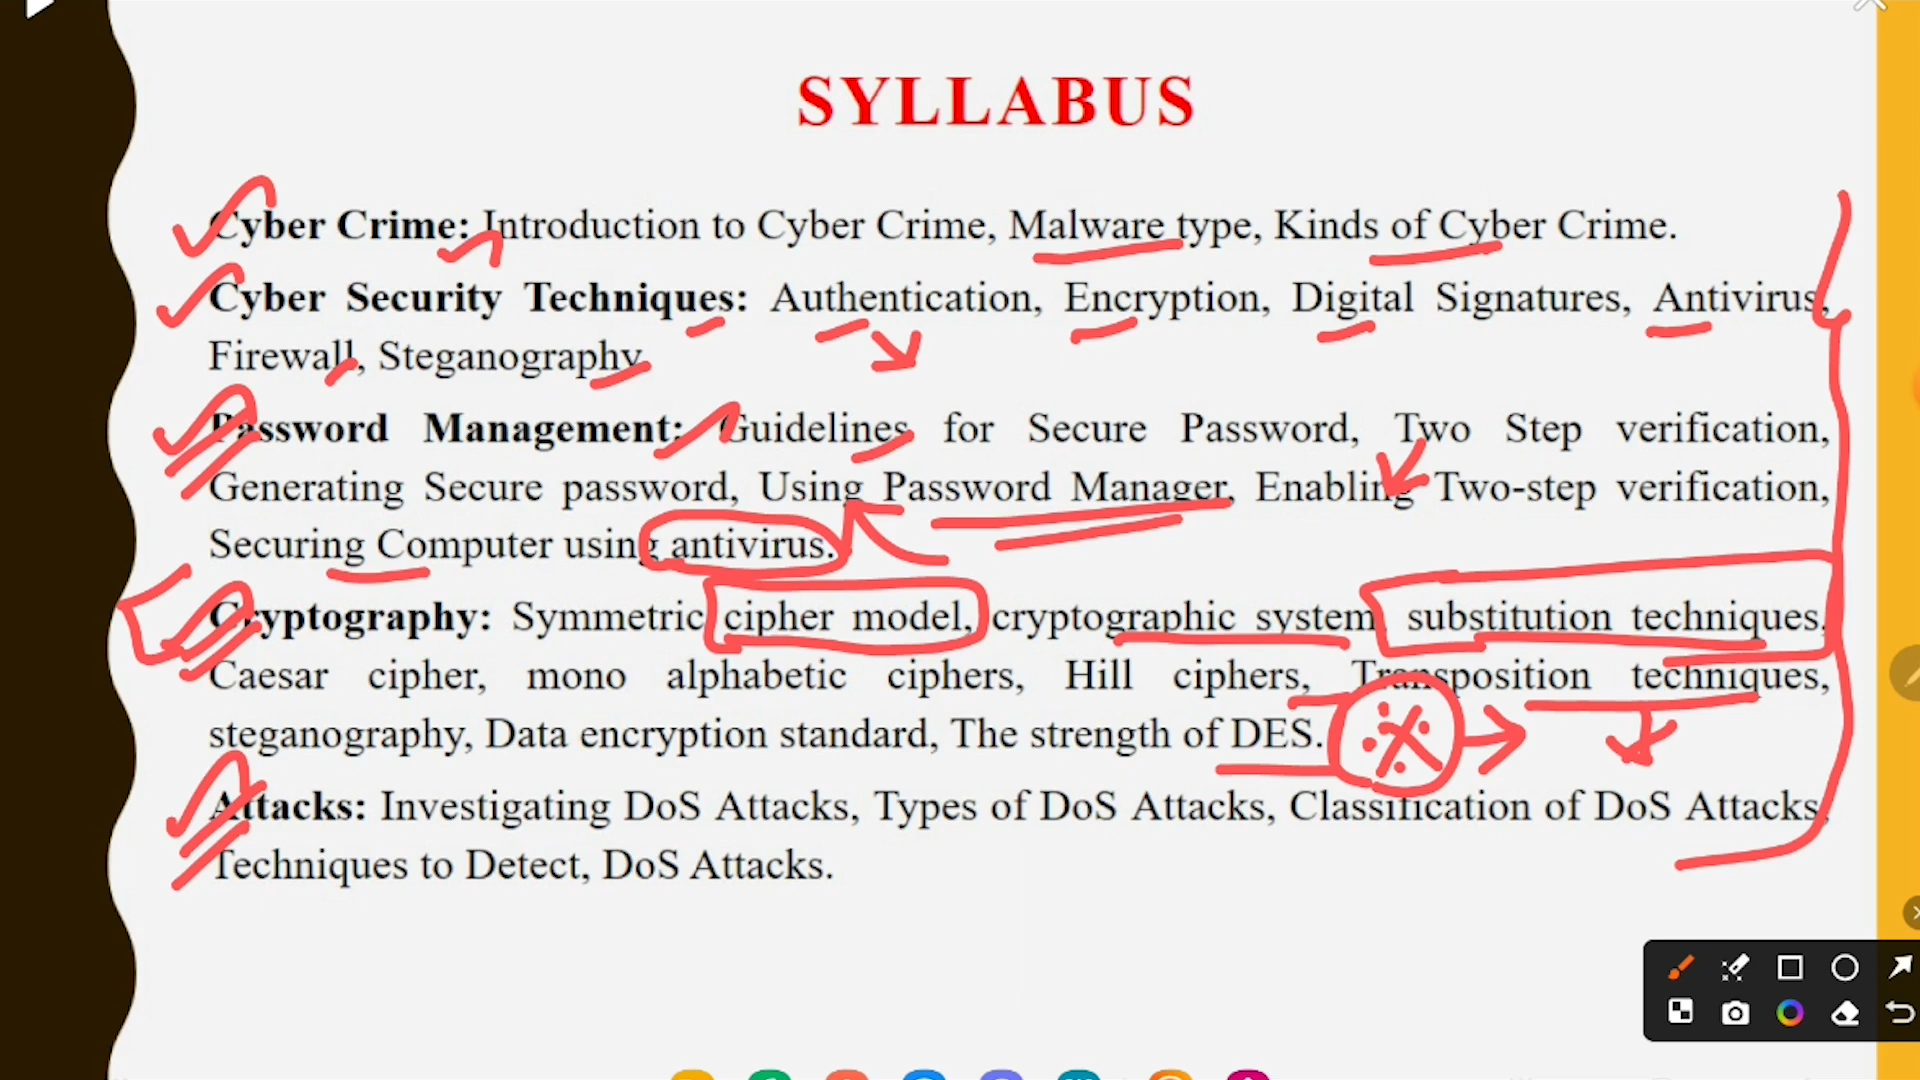 SYLLABUS
Cyber Crime: Introduction to Cyber Crime, Malware type, Kinds of Cyber Crime.
Cyber Security Techniques: Authentication, Encryption, Digital Signatures, Antivirus,
Firewall, Steganography.
Password Management: Guidelines for Secure Password, Two Step verification,
Generating Secure password, Using Password Manager, Enabling Two-step verification,
Securing Computer using antivirus.
Cryptography: Symmetric cipher model, cryptographic system, substitution techniques,
Caesar cipher, mono alphabetic ciphers, Hill ciphers, Transposition techniques,
steganography, Data encryption standard, The strength of DES.
Attacks: Investigating DoS Attacks, Types of DoS Attacks, Classification of DoS Attacks,
Techniques to Detect, DoS Attacks.